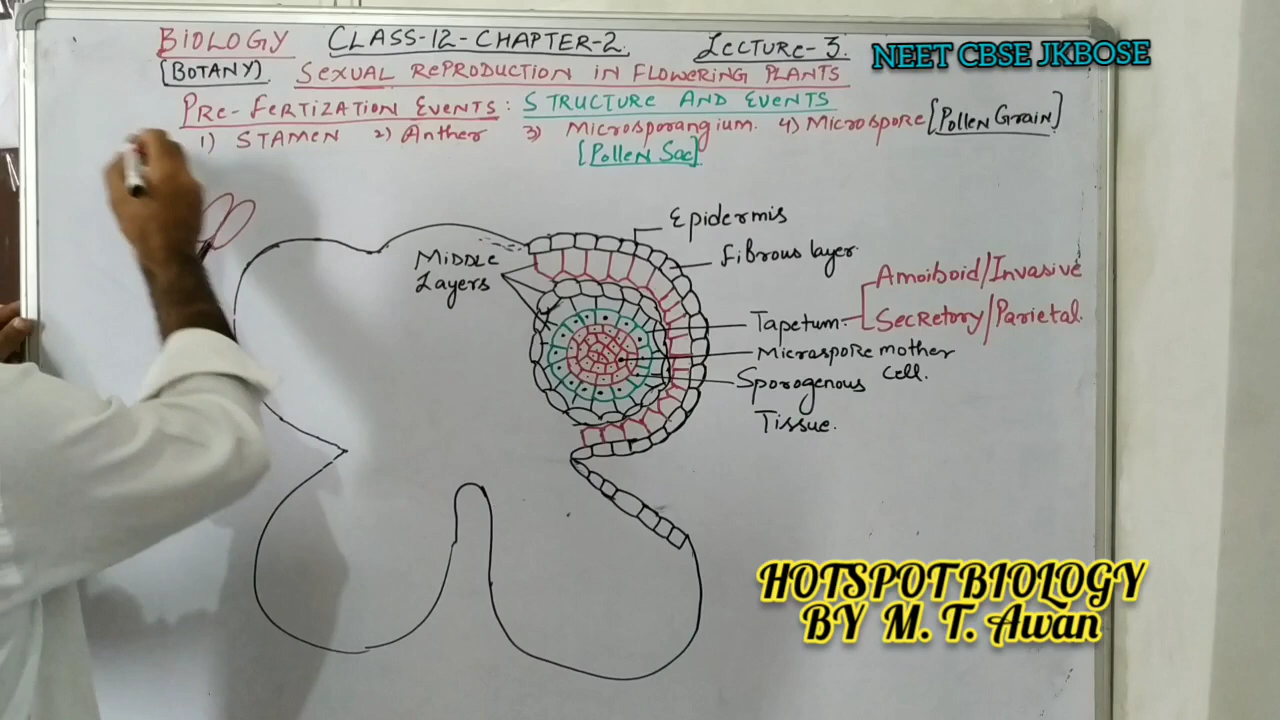 BIOLOGY CLASS-12-CHAPTER-2. LECTURE-3. NEET CBSE JKBOSE
[BOTANY] SEXUAL REPRODUCTION IN FLOWERING PLANTS
PRE-FERTIZATION EVENTS: STRUCTURE AND EVENTS
1) STAMEN 2) Anther 3) Microsporangium. 4) Microspore [Pollen Grain]
[Pollen Sac]
Epidermis
Fibrous layer
MIDDLE
Layers
Amoiboid/Invasive
Tapetum
Secretory/Parietal
Microspore mother
cell.
Sporogenous
Tissue.
HOTSPOT BIOLOGY
BY M. T. Awan